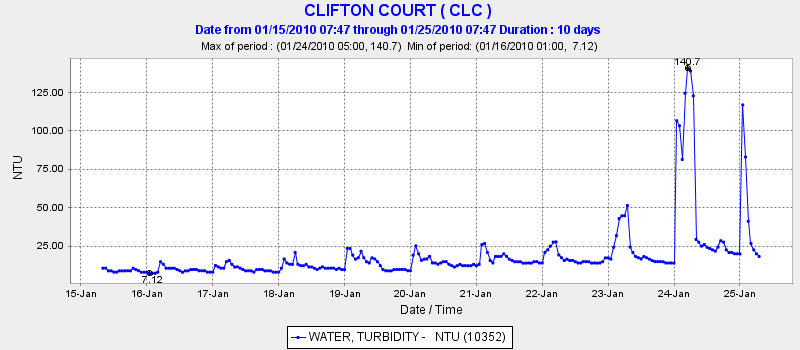 CLIFTON COURT ( CLC )
Date from 01/15/2010 07:47 through 01/25/2010 07:47 Duration : 10 days
Max of period : (01/24/2010 05:00, 140.7) Min of period: (01/16/2010 01:00, 7.12)
140.7
125.00
100.00
75.00
50.00
25.00
NTU
7.12
15-Jan 16-Jan 17-Jan 18-Jan 19-Jan 20-Jan 21-Jan 22-Jan 23-Jan 24-Jan 25-Jan
Date / Time
WATER, TURBIDITY - NTU (10352)